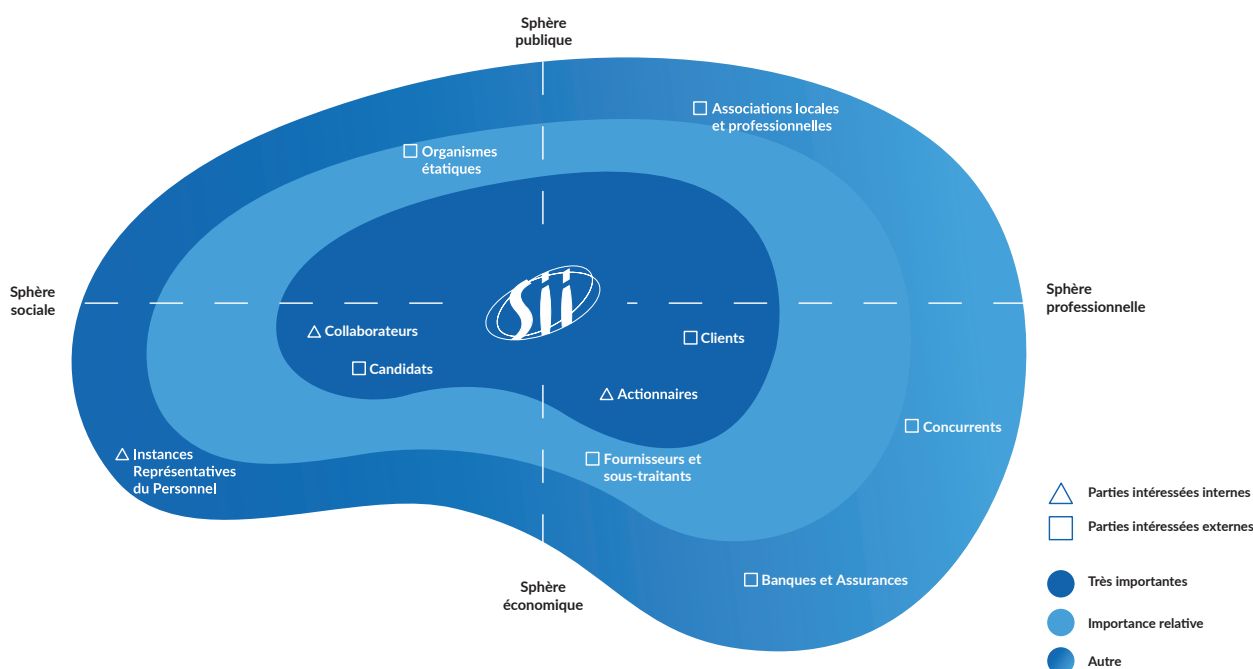 Sphère
publique
Associations locales
et professionnelles
Organismes
étatiques
Sphère
sociale
sii
Sphère
professionnelle
Collaborateurs
Clients
Candidats
Actionnaires
Concurrents
Instances
Représentatives
du Personnel
Fournisseurs et
sous-traitants
Banques et Assurances
Sphère
économique
Parties intéressées internes
Parties intéressées externes
Très importantes
Importance relative
Autre